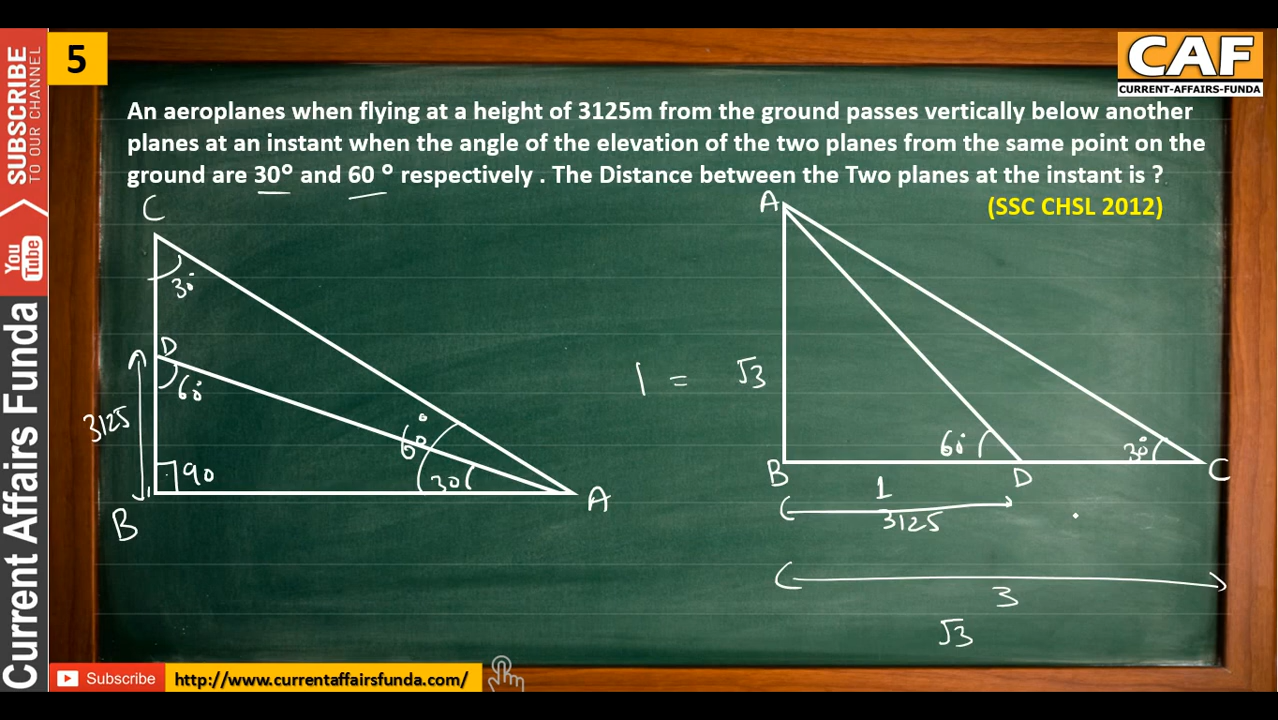 5
CAF
CURRENT-AFFAIRS-FUNDA
SUBSCRIBE
TO OUR CHANNEL
You Tube
Current Affairs Funda
An aeroplanes when flying at a height of 3125m from the ground passes vertically below another
planes at an instant when the angle of the elevation of the two planes from the same point on the
ground are 30° and 60 ° respectively . The Distance between the Two planes at the instant is ?
(SSC CHSL 2012)
C
30°
D
60°
3125
90
60°
30
A
B
1 = √3
A
60°
30°
B
D
C
1
3125
3
√3
Subscribe
http://www.currentaffairsfunda.com/